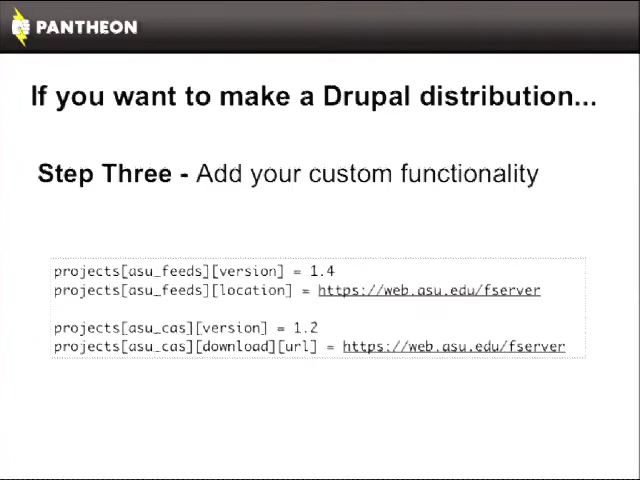 PANTHEON
If you want to make a Drupal distribution...
Step Three - Add your custom functionality
projects[asu_feeds][version] = 1.4
projects[asu_feeds][location] = https://web.asu.edu/fserver
projects[asu_cas][version] = 1.2
projects[asu_cas][download][url] = https://web.asu.edu/fserver